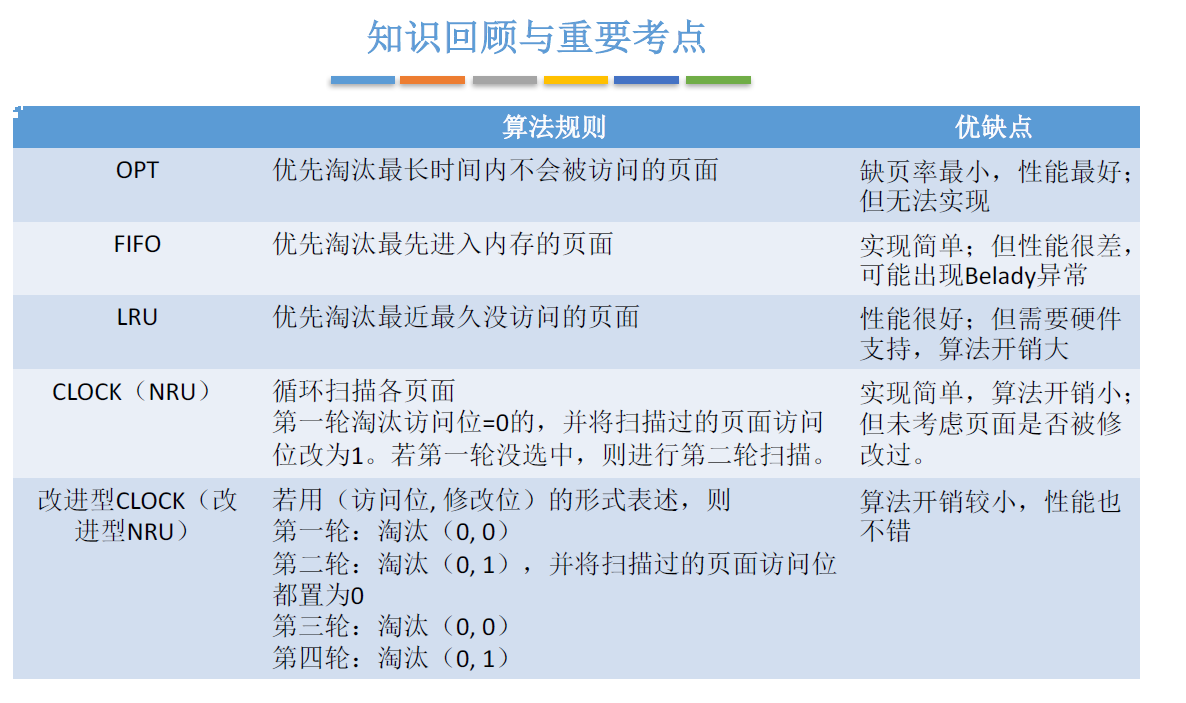 知识回顾与重要考点
算法规则
优缺点
OPT
优先淘汰最长时间内不会被访问的页面
缺页率最小，性能最好；
但无法实现
FIFO
优先淘汰最先进入内存的页面
实现简单；但性能很差，
可能出现Belady异常
LRU
优先淘汰最近最久没访问的页面
性能很好；但需要硬件
支持，算法开销大
CLOCK（NRU）
循环扫描各页面
第一轮淘汰访问位=0的，并将扫描过的页面访问
位改为1。若第一轮没选中，则进行第二轮扫描。
实现简单，算法开销小；
但未考虑页面是否被修
改过。
改进型CLOCK（改
进型NRU）
若用（访问位, 修改位）的形式表述，则
第一轮：淘汰（0, 0）
第二轮：淘汰（0, 1），并将扫描过的页面访问位
都置为0
第三轮：淘汰（0, 0）
第四轮：淘汰（0, 1）
算法开销较小，性能也
不错